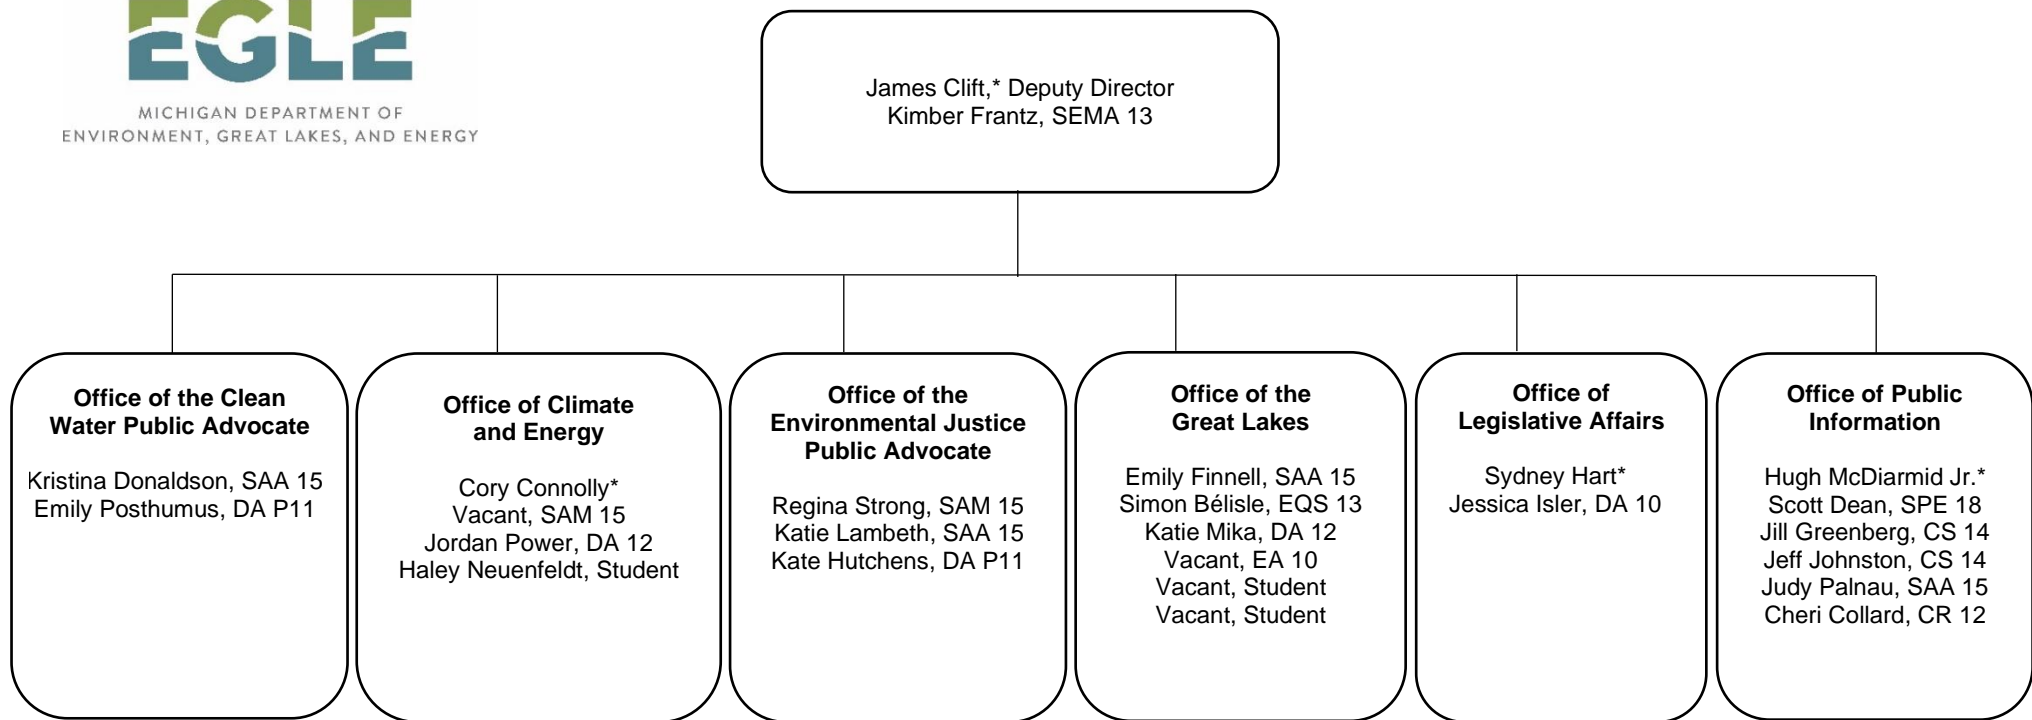 EGLE
MICHIGAN DEPARTMENT OF
ENVIRONMENT, GREAT LAKES, AND ENERGY
James Clift,* Deputy Director
Kimber Frantz, SEMA 13
Office of the Clean
Water Public Advocate
Kristina Donaldson, SAA 15
Emily Posthumus, DA P11
Office of Climate
and Energy
Cory Connolly*
Vacant, SAM 15
Jordan Power, DA 12
Haley Neuenfeldt, Student
Office of the
Environmental Justice
Public Advocate
Regina Strong, SAM 15
Katie Lambeth, SAA 15
Kate Hutchens, DA P11
Office of the
Great Lakes
Emily Finnell, SAA 15
Simon Bélisle, EQS 13
Katie Mika, DA 12
Vacant, EA 10
Vacant, Student
Vacant, Student
Office of
Legislative Affairs
Sydney Hart*
Jessica Isler, DA 10
Office of Public
Information
Hugh McDiarmid Jr.*
Scott Dean, SPE 18
Jill Greenberg, CS 14
Jeff Johnston, CS 14
Judy Palnau, SAA 15
Cheri Collard, CR 12